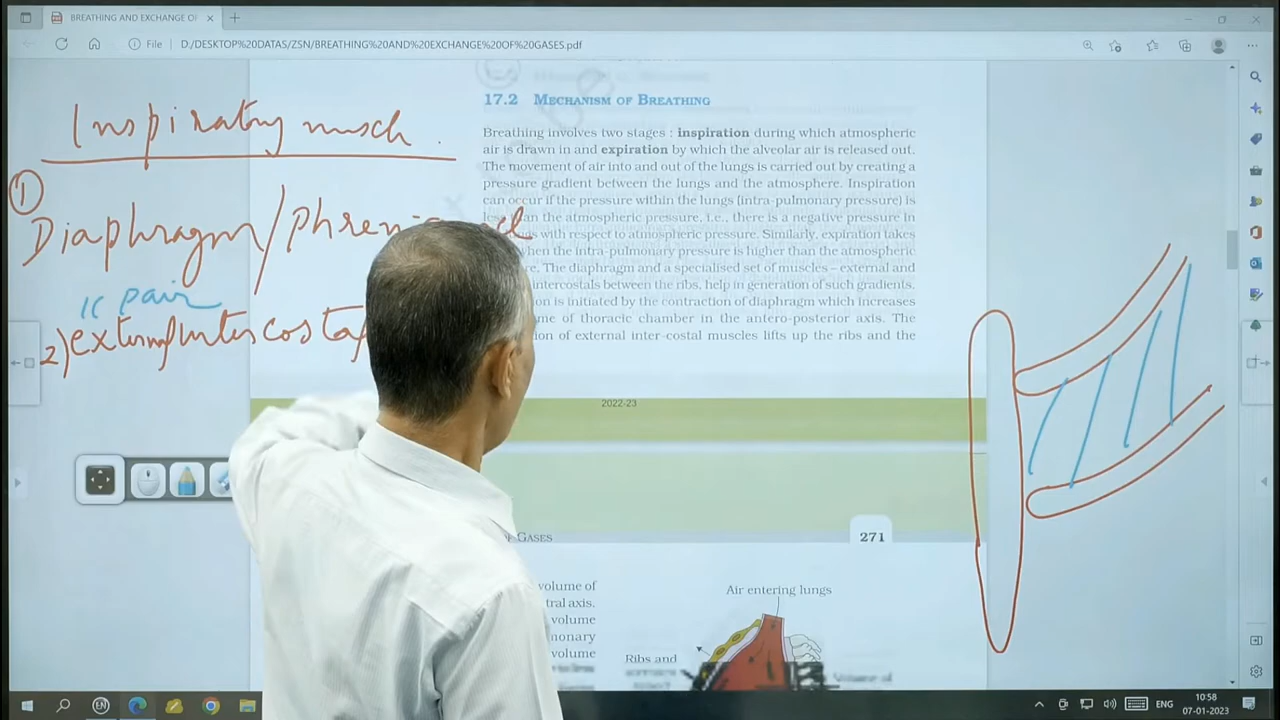 BREATHING AND EXCHANGE OF
File D:/DESKTOP%20DATAS/ZSN/BREATHING%20AND%20EXCHANGE%20OF%20GASES.pdf
Inspiratory muscle
17.2 MECHANISM OF BREATHING
Breathing involves two stages : inspiration during which atmospheric
air is drawn in and expiration by which the alveolar air is released out.
The movement of air into and out of the lungs is carried out by creating a
pressure gradient between the lungs and the atmosphere. Inspiration
can occur if the pressure within the lungs (intra-pulmonary pressure) is
than the atmospheric pressure, i.e., there is a negative pressure in
with respect to atmospheric pressure. Similarly, expiration takes
when the intra-pulmonary pressure is higher than the atmospheric
The diaphragm and a specialised set of muscles – external and
intercostals between the ribs, help in generation of such gradients.
is initiated by the contraction of diaphragm which increases
of thoracic chamber in the antero-posterior axis. The
of external inter-costal muscles lifts up the ribs and the
1
Diaphragm/
11 pair
2) external intercosta
2022-23
OF GASES
271
volume of
tral axis.
volume
monary
volume
Air entering lungs
Ribs and
Volume of
ENG
10:58
07-01-2023